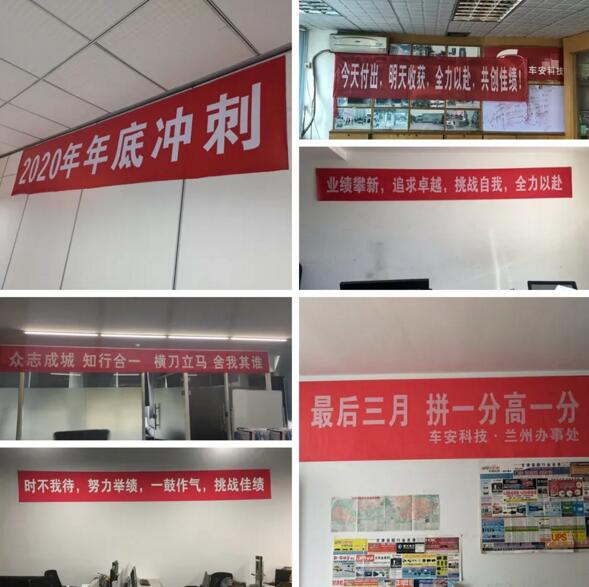 2020年年底冲刺
今天付出，明天收获，全力以赴，共创佳绩！
车安科技
业绩攀新，追求卓越，挑战自我，全力以赴
众志成城 知行合一 横刀立马 舍我其谁
最后三月 拼一分高一分
车安科技·兰州办事处
时不我待，努力举绩，一鼓作气，挑战佳绩
UPS